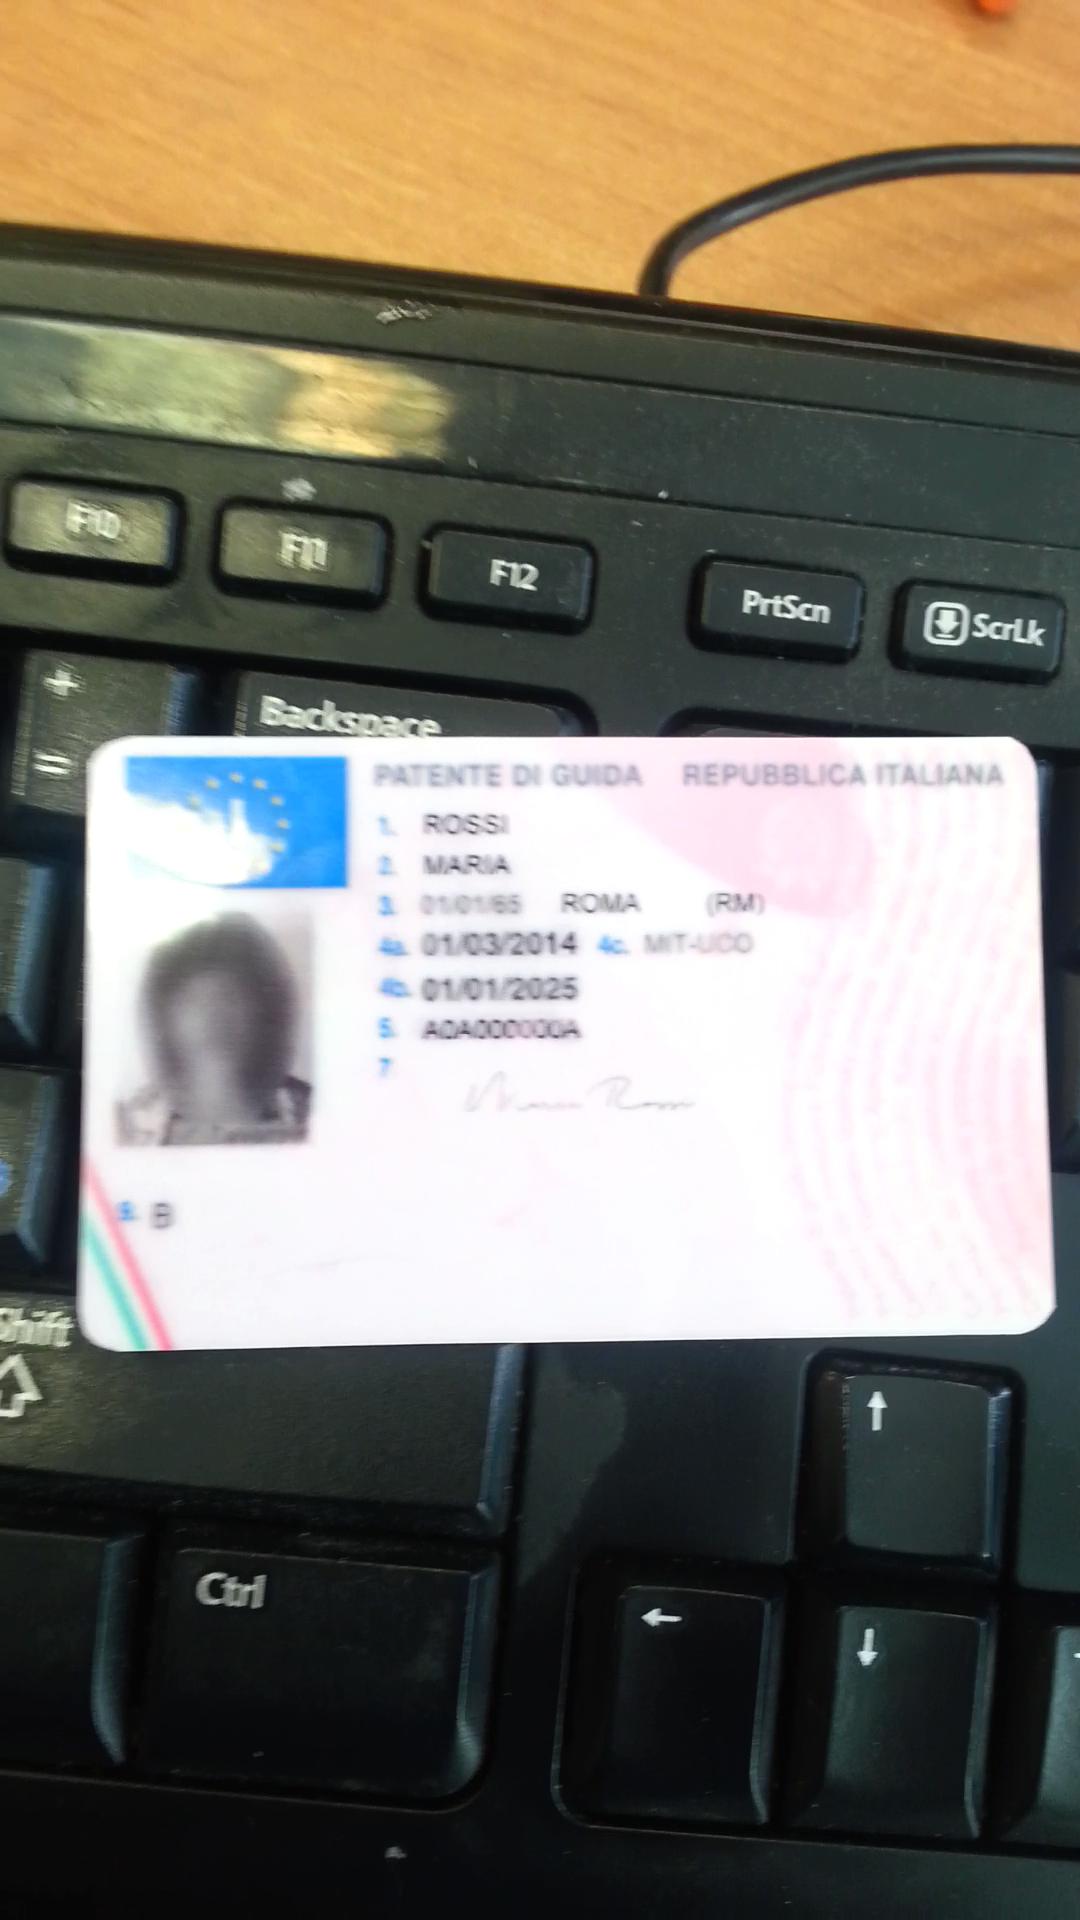 F10 F11 F12 PrtScn ScrLk
+
=
Backspace
PATENTE DI GUIDA REPUBBLICA ITALIANA
1. ROSSI
2. MARIA
3. 01/01/65 ROMA (RM)
4a. 01/03/2014 4c. MIT-UCO
4b. 01/01/2025
5. A0A000000A
7
Maria Rossi
9. B
Shift
Ctrl